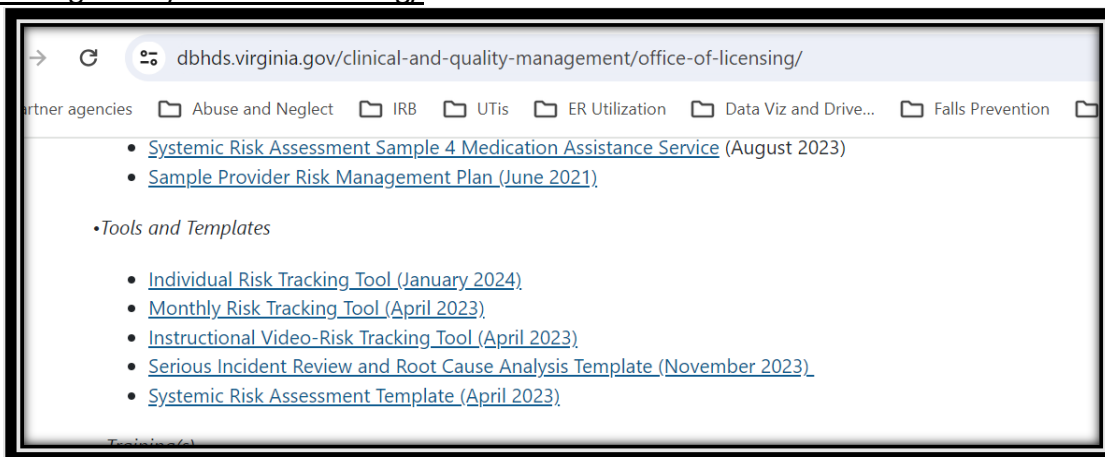 dbhds.virginia.gov/clinical-and-quality-management/office-of-licensing/
agencies Abuse and Neglect IRB UTis ER Utilization Data Viz and Drive... Falls Prevention
• Systemic Risk Assessment Sample 4 Medication Assistance Service (August 2023)
• Sample Provider Risk Management Plan (June 2021)
•Tools and Templates
• Individual Risk Tracking Tool (January 2024)
• Monthly Risk Tracking Tool (April 2023)
• Instructional Video-Risk Tracking Tool (April 2023)
• Serious Incident Review and Root Cause Analysis Template (November 2023)
• Systemic Risk Assessment Template (April 2023)